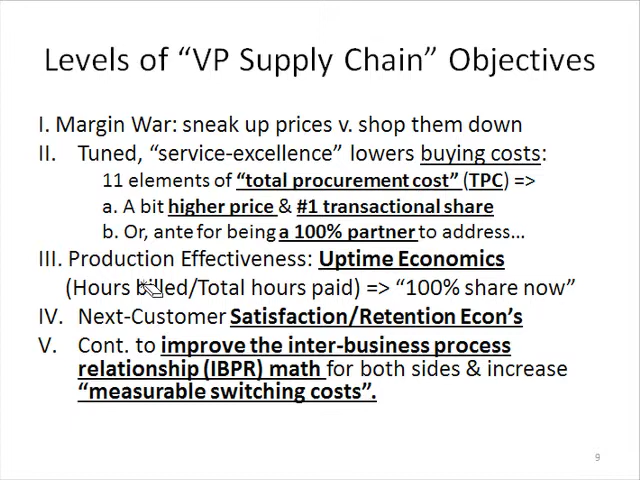 Levels of “VP Supply Chain” Objectives
I. Margin War: sneak up prices v. shop them down
II. Tuned, “service-excellence” lowers buying costs:
11 elements of “total procurement cost” (TPC) =>
a. A bit higher price & #1 transactional share
b. Or, ante for being a 100% partner to address…
III. Production Effectiveness: Uptime Economics
(Hours billed/Total hours paid) => “100% share now”
IV. Next-Customer Satisfaction/Retention Econ’s
V. Cont. to improve the inter-business process
relationship (IBPR) math for both sides & increase
“measurable switching costs”.
9